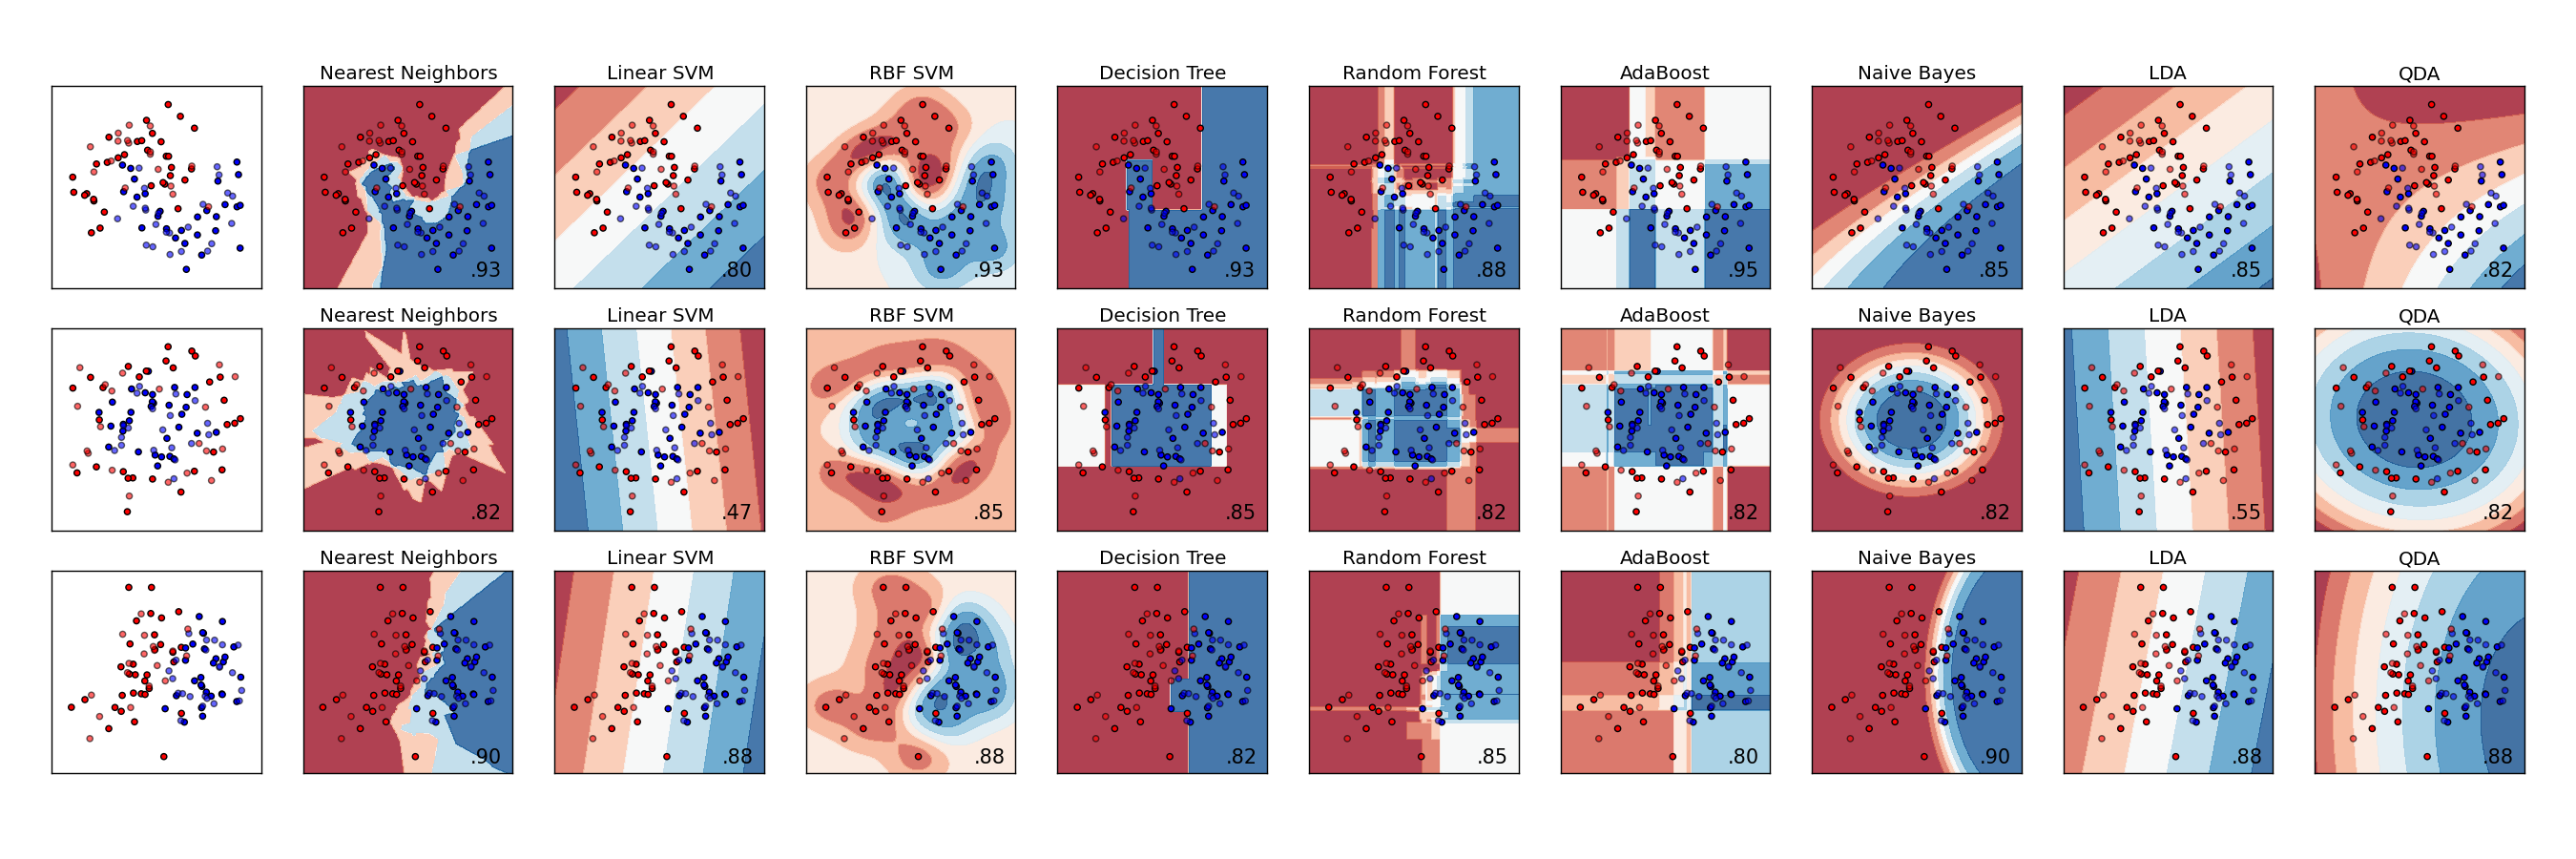 Nearest Neighbors Linear SVM RBF SVM Decision Tree Random Forest AdaBoost Naive Bayes LDA QDA
.93 .80 .93 .93 .88 .95 .85 .85 .82
Nearest Neighbors Linear SVM RBF SVM Decision Tree Random Forest AdaBoost Naive Bayes LDA QDA
.82 .47 .85 .85 .82 .82 .82 .55 .82
Nearest Neighbors Linear SVM RBF SVM Decision Tree Random Forest AdaBoost Naive Bayes LDA QDA
.90 .88 .88 .82 .85 .80 .90 .88 .88